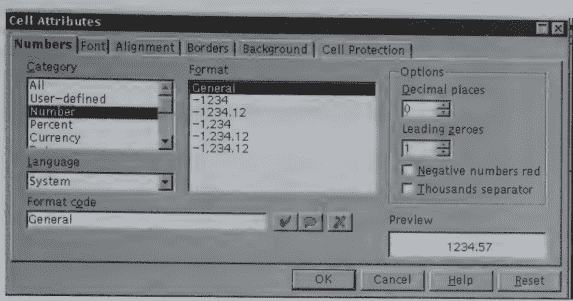 Cell Attributes
Numbers Font Alignment Borders Background Cell Protection
Category
All
User-defined
Number
Percent
Currency
Language
System
Format
General
-1234
-1234.12
-1,234
-1,234.12
-1,234.12
Options
Decimal places
0
Leading zeroes
1
Negative numbers red
Thousands separator
Format code
General
Preview
1234.57
OK Cancel Help Reset